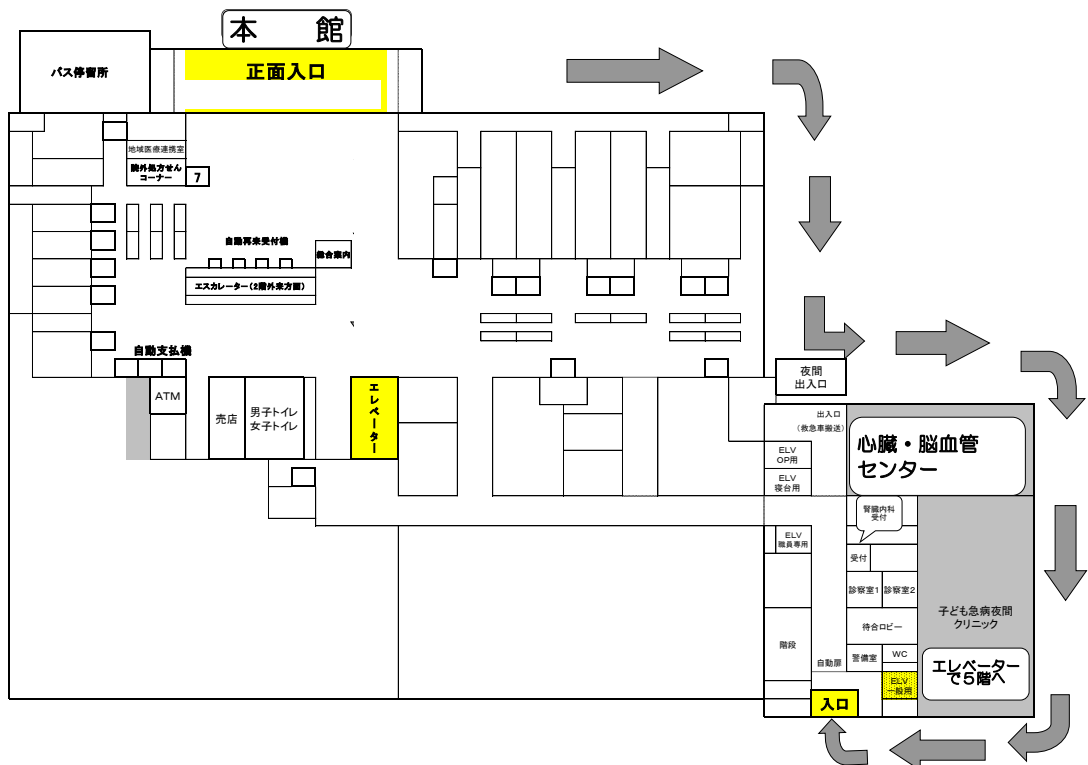 本 館
バス停留所
正面入口
地域医療連携室
院外処方せん
コーナー
7
自動再来受付機
総合案内
エスカレーター(2階外来方面)
自動支払機
ATM
売店
男子トイレ
女子トイレ
エレベーター
夜間
出入口
出入口
(救急車搬送)
心臓・脳血管
センター
ELV
OP用
ELV
寝台用
腎臓内科
受付
ELV
職員専用
受付
診察室1
診察室2
子ども急病夜間
クリニック
待合ロビー
階段
自動扉
警備室
WC
エレベーター
で5階へ
ELV
一般用
入口